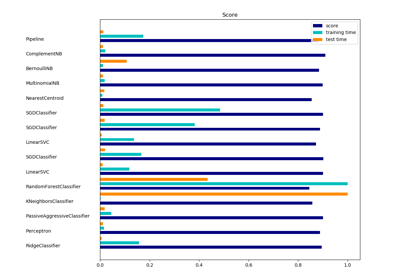 Score
score
training time
test time
Pipeline
ComplementNB
BernoulliNB
MultinomialNB
NearestCentroid
SGDClassifier
SGDClassifier
LinearSVC
SGDClassifier
LinearSVC
RandomForestClassifier
KNeighborsClassifier
PassiveAggressiveClassifier
Perceptron
RidgeClassifier
0.0 0.2 0.4 0.6 0.8 1.0